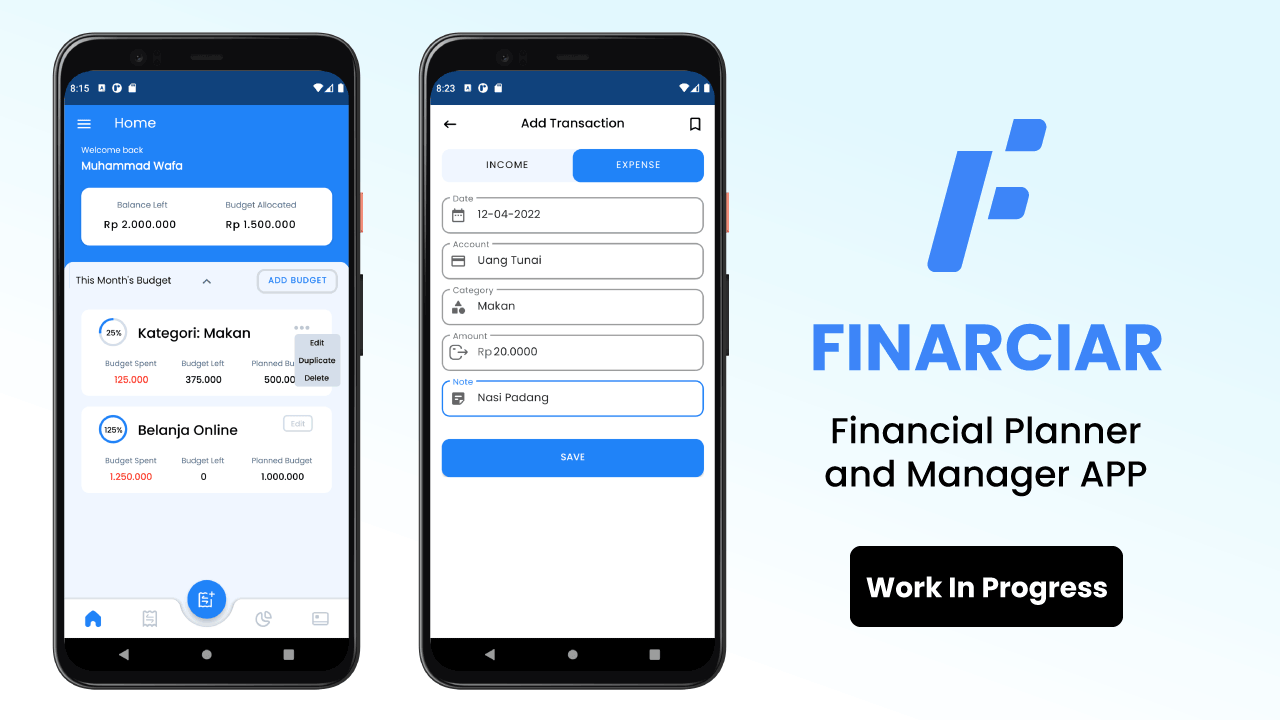 8:15
Home
Welcome back
Muhammad Wafa
Balance Left Budget Allocated
Rp 2.000.000 Rp 1.500.000
This Month's Budget ADD BUDGET
25% Kategori: Makan
Edit
Duplicate
Delete
Budget Spent Budget Left Planned Bu
125.000 375.000 500.00
125% Belanja Online Edit
Budget Spent Budget Left Planned Budget
1.250.000 0 1.000.000
8:23
Add Transaction
INCOME EXPENSE
Date
12-04-2022
Account
Uang Tunai
Category
Makan
Amount
Rp 20.0000
Note
Nasi Padang
SAVE
FINARCIAR
Financial Planner
and Manager APP
Work In Progress